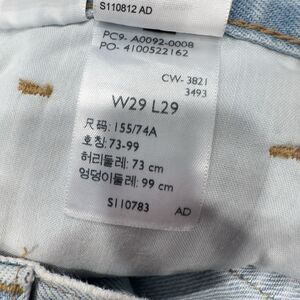 S110812 AD
PC9- A0092-0008
PO- 4100522162
CW- 3821
3493
W29 L29
尺码: 155/74A
호칭: 73-99
허리둘레: 73 cm
엉덩이둘레: 99 cm
S110783 AD